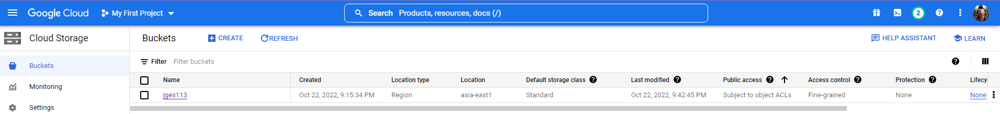 Google Cloud My First Project Search Products, resources, docs (/) 2
Cloud Storage Buckets CREATE REFRESH HELP ASSISTANT LEARN
Buckets Filter Filter buckets
Monitoring Name Created Location type Location Default storage class Last modified Public access Access control Protection Lifecy
jges113 Oct 22, 2022, 9:15:34 PM Region asia-east1 Standard Oct 22, 2022, 9:42:45 PM Subject to object ACLs Fine-grained None None
Settings